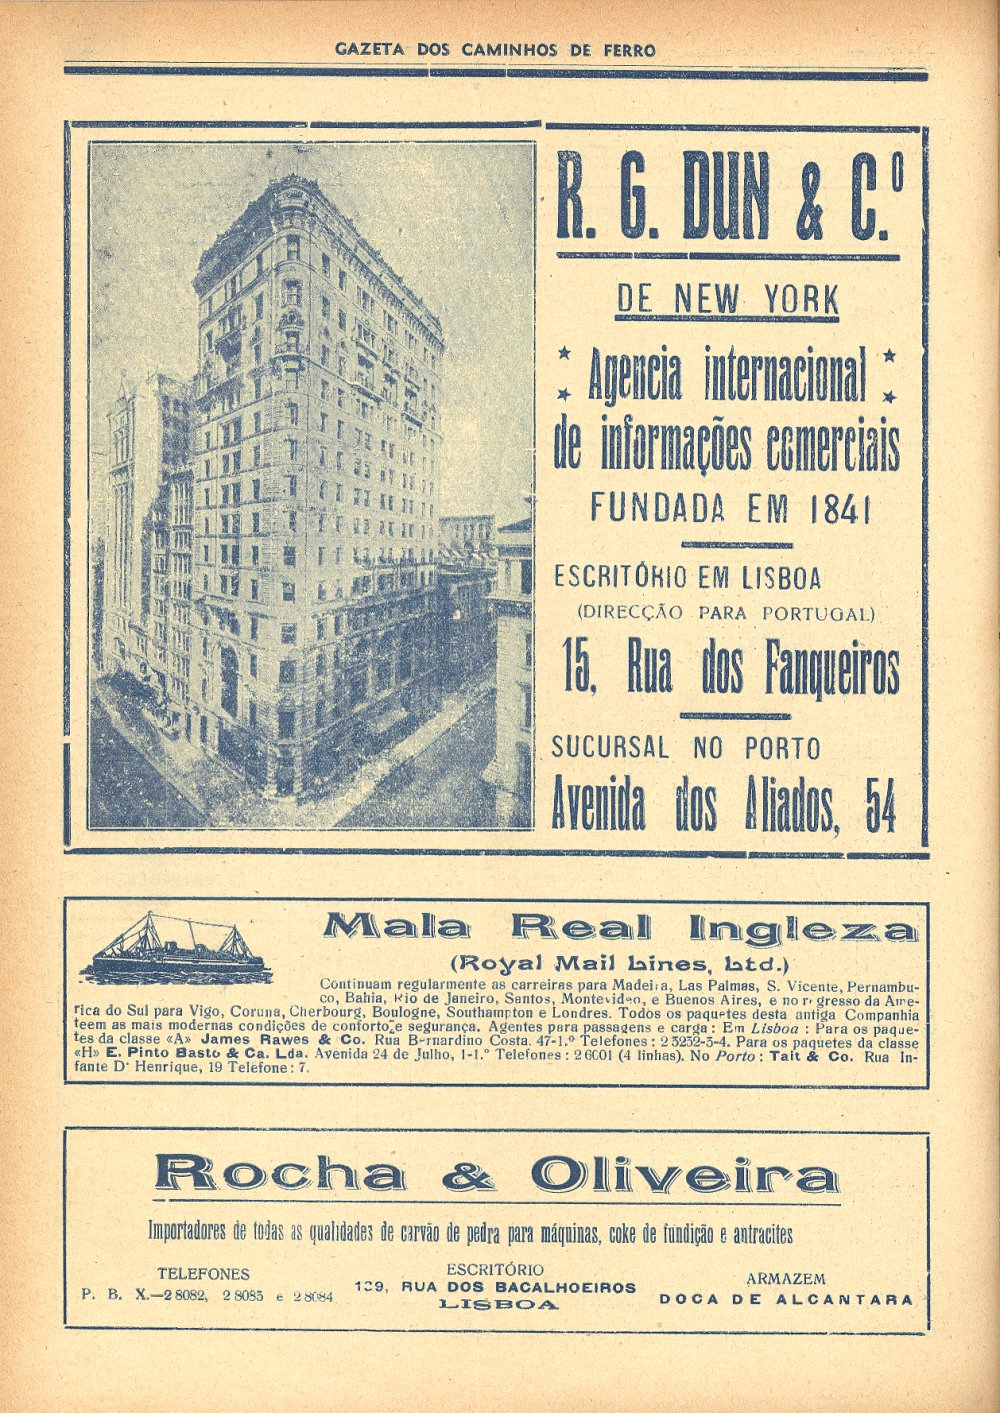 GAZETA DOS CAMINHOS DE FERRO
R. G. DUN & C.º
DE NEW YORK
Agencia internacional
de informações comerciais
FUNDADA EM 1841
ESCRITÓRIO EM LISBOA
(DIRECÇÃO PARA PORTUGAL)
15, Rua dos Fanqueiros
SUCURSAL NO PORTO
Avenida dos Aliados, 54
Mala Real Ingleza
(Royal Mail Lines, Ltd.)
Continuam regularmente as carreiras para Madeira, Las Palmas, S. Vicente, Pernambu-
co, Bahia, Rio de Janeiro, Santos, Montevideo, e Buenos Aires, e no regresso da Ame-
rica do Sul para Vigo, Coruna, Cherbourg, Boulogne, Southampton e Londres. Todos os paquetes desta antiga Companhia
teem as mais modernas condições de conforto e segurança. Agentes para passagens e carga: Em Lisboa: Para os paque-
tes da classe «A» James Rawes & Co. Rua Bernardino Costa, 47-1.º Telefones: 23232-3-4. Para os paquetes da classe
«H» E. Pinto Basto & Ca. Lda. Avenida 24 de Julho, 1-1.º Telefones: 26001 (4 linhas). No Porto: Tait & Co. Rua In-
fante D. Henrique, 19 Telefone: 7.
Rocha & Oliveira
Importadores de todas as qualidades de carvão de pedra para máquinas, coke de fundição e antracites
TELEFONES
P. B. X.—28082, 28083 e 28084
ESCRITÓRIO
139, RUA DOS BACALHOEIROS
LISBOA
ARMAZEM
DOCA DE ALCANTARA